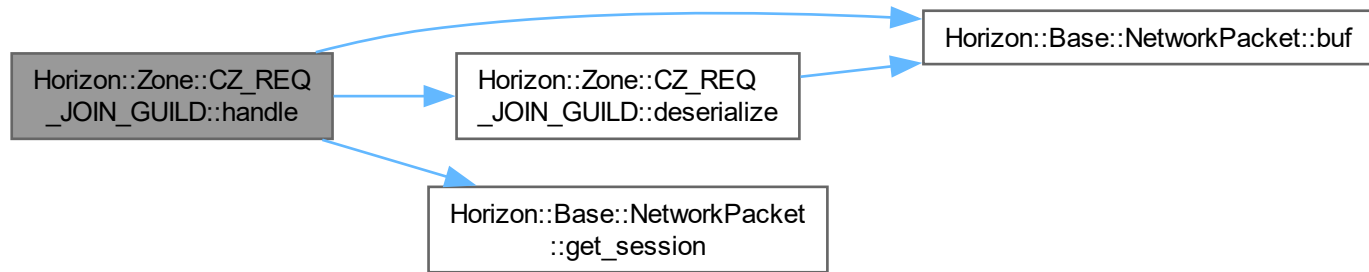 Horizon::Zone::CZ_REQ
_JOIN_GUILD::handle
Horizon::Zone::CZ_REQ
_JOIN_GUILD::deserialize
Horizon::Base::NetworkPacket::buf
Horizon::Base::NetworkPacket
::get_session